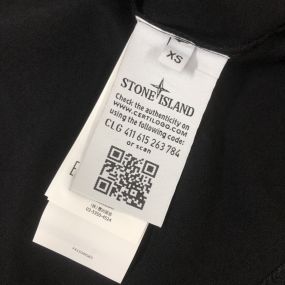 XS
STONE ISLAND
Check the authenticity on
WWW.CERTILOGO.COM
using the following code:
CLG 411 615 263 784
or scan